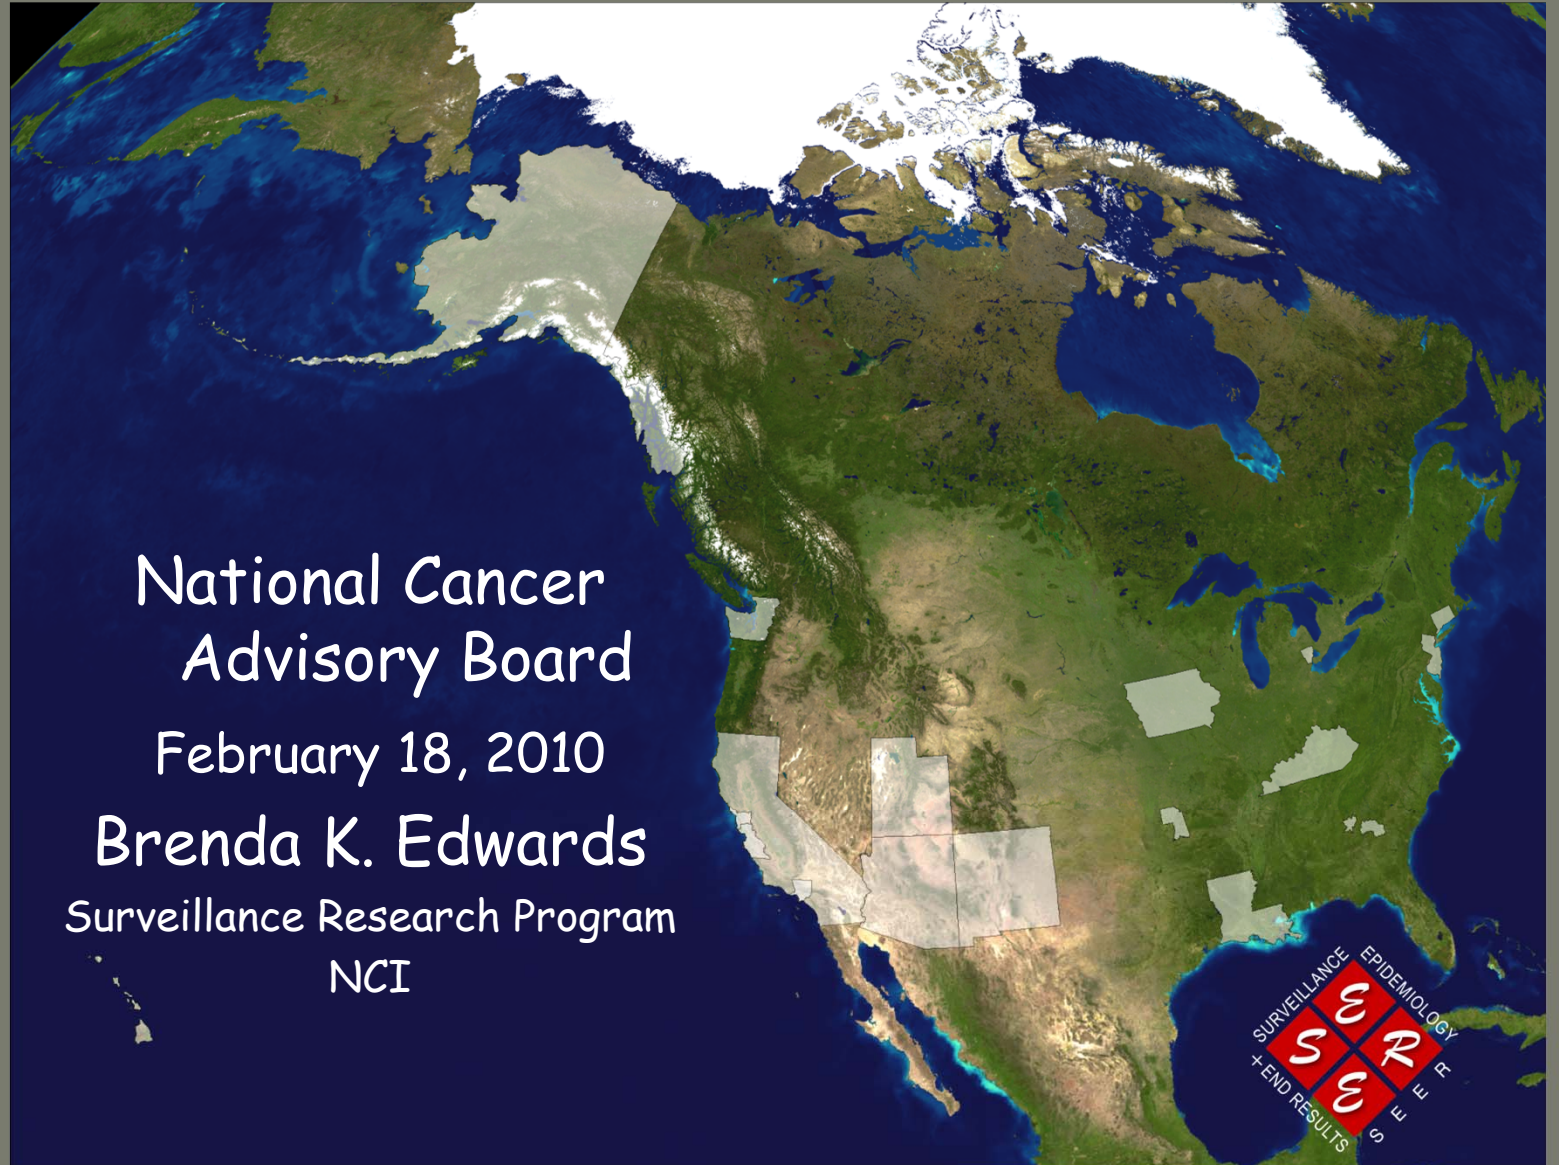 National Cancer
Advisory Board
February 18, 2010
Brenda K. Edwards
Surveillance Research Program
NCI
SURVEILLANCE
EPIDEMIOLOGY
+ END RESULTS
S E E R
E
S R
E